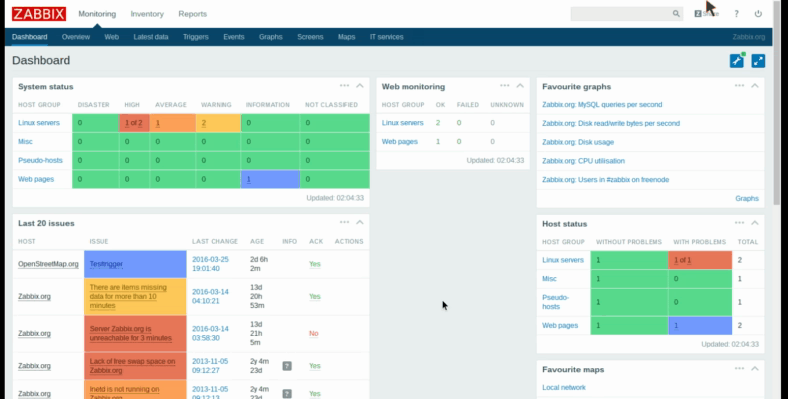 ZABBIX Monitoring Inventory Reports
Z Share ?
Dashboard Overview Web Latest data Triggers Events Graphs Screens Maps IT services Zabbix.org
Dashboard
System status
HOST GROUP DISASTER HIGH AVERAGE WARNING INFORMATION NOT CLASSIFIED
Linux servers 0 1 of 2 1 2 0 0
Misc 0 0 0 0 0 0
Pseudo-hosts 0 0 0 0 0 0
Web pages 0 0 0 0 1 0
Updated: 02:04:33
Last 20 issues
HOST ISSUE LAST CHANGE AGE INFO ACK ACTIONS
OpenStreetMap.org Testtrigger 2016-03-25 19:01:40 2d 6h 2m Yes
Zabbix.org There are items missing data for more than 10 minutes 2016-03-14 04:10:21 13d 20h 53m Yes
Zabbix.org Server Zabbix.org is unreachable for 3 minutes 2016-03-14 03:58:30 13d 21h 5m No
Zabbix.org Lack of free swap space on Zabbix.org 2013-11-05 09:12:27 2y 4m 23d ? Yes
Zabbix.org Inetd is not running on Zabbix.org 2013-11-05 09:12:13 2y 4m 23d ? Yes
Web monitoring
HOST GROUP OK FAILED UNKNOWN
Linux servers 2 0 0
Web pages 1 0 0
Updated: 02:04:33
Favourite graphs
Zabbix.org: MySQL queries per second
Zabbix.org: Disk read/write bytes per second
Zabbix.org: Disk usage
Zabbix.org: CPU utilisation
Zabbix.org: Users in #zabbix on freenode
Graphs
Host status
HOST GROUP WITHOUT PROBLEMS WITH PROBLEMS TOTAL
Linux servers 1 1 of 1 2
Misc 1 0 1
Pseudo-hosts 1 0 1
Web pages 1 1 2
Updated: 02:04:33
Favourite maps
Local network